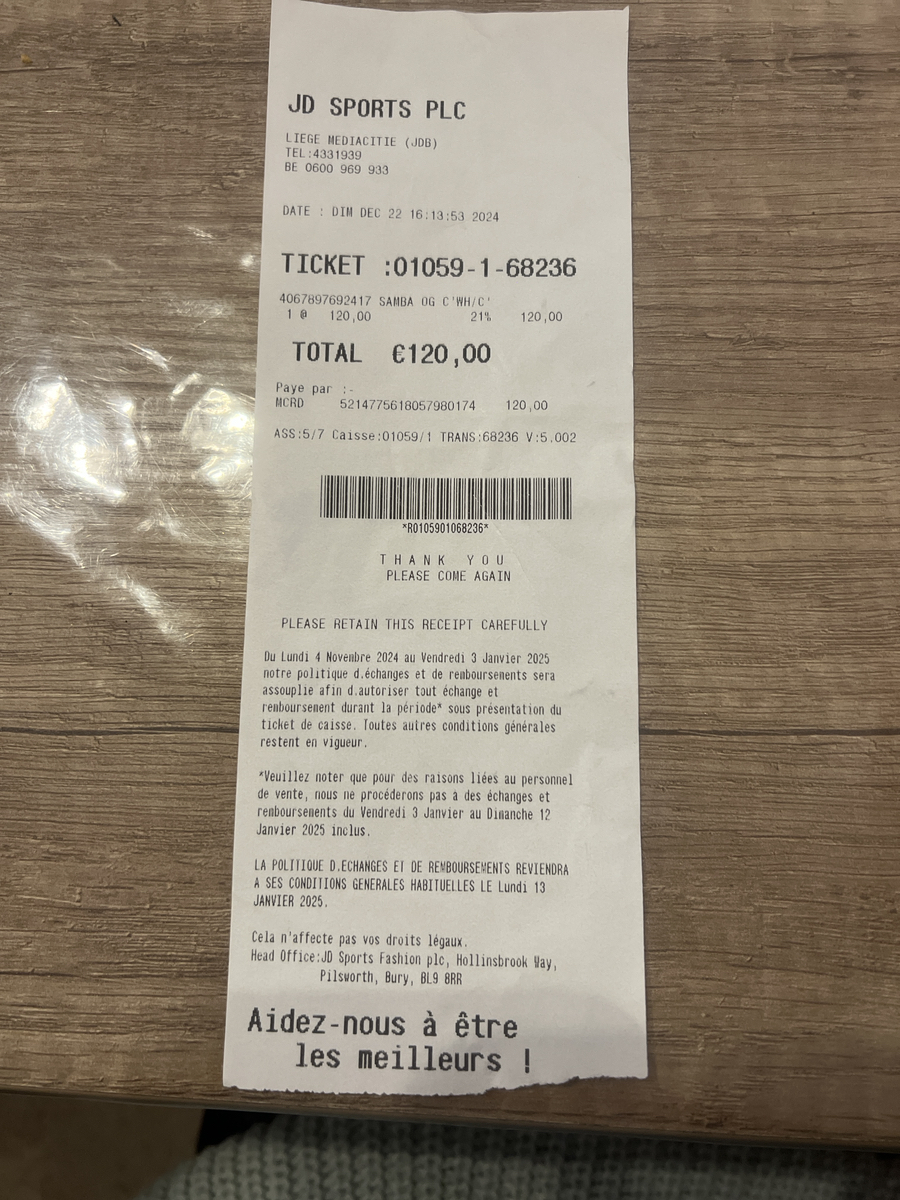 JD SPORTS PLC
LIEGE MEDIACITIE (JDB)
TEL:4331939
BE 0600 969 933
DATE : DIM DEC 22 16:13:53 2024
TICKET :01059-1-68236
4067897692417 SAMBA OG C'WH/C'
1 @ 120,00 21% 120,00
TOTAL €120,00
Paye par :-
MCRD 5214775618057980174 120,00
ASS:5/7 Caisse:01059/1 TRANS:68236 V:5.002
*R0105901068236*
THANK YOU
PLEASE COME AGAIN
PLEASE RETAIN THIS RECEIPT CAREFULLY
Du Lundi 4 Novembre 2024 au Vendredi 3 Janvier 2025
notre politique d.échanges et de remboursements sera
assouplie afin d.autoriser tout échange et
remboursement durant la période* sous présentation du
ticket de caisse. Toutes autres conditions générales
restent en vigueur.
*Veuillez noter que pour des raisons liées au personnel
de vente, nous ne procéderons pas à des échanges et
remboursements du Vendredi 3 Janvier au Dimanche 12
Janvier 2025 inclus.
LA POLITIQUE D.ECHANGES ET DE REMBOURSEMENTS REVIENDRA
A SES CONDITIONS GENERALES HABITUELLES LE Lundi 13
JANVIER 2025.
Cela n'affecte pas vos droits légaux.
Head Office:JD Sports Fashion plc, Hollinsbrook Way,
Pilsworth, Bury, BL9 8RR
Aidez-nous à être
les meilleurs !